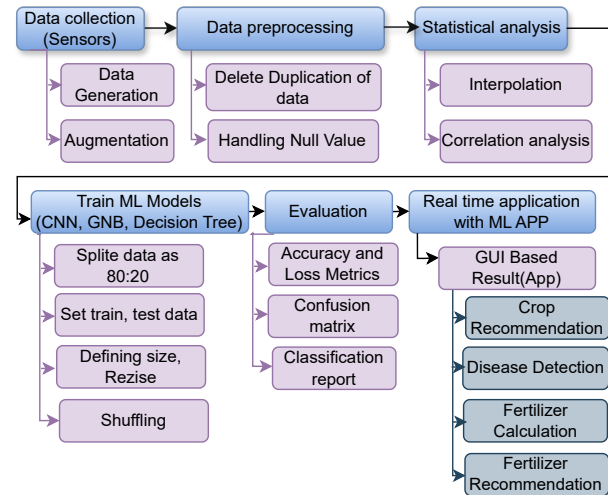 Data collection
(Sensors)
Data preprocessing
Statistical analysis
Data
Generation
Augmentation
Delete Duplication of
data
Handling Null Value
Interpolation
Correlation analysis
Train ML Models
(CNN, GNB, Decision Tree)
Evaluation
Real time application
with ML APP
Splite data as
80:20
Set train, test data
Defining size,
Rezise
Shuffling
Accuracy and
Loss Metrics
Confusion
matrix
Classification
report
GUI Based
Result(App)
Crop
Recommendation
Disease Detection
Fertilizer
Calculation
Fertilizer
Recommendation